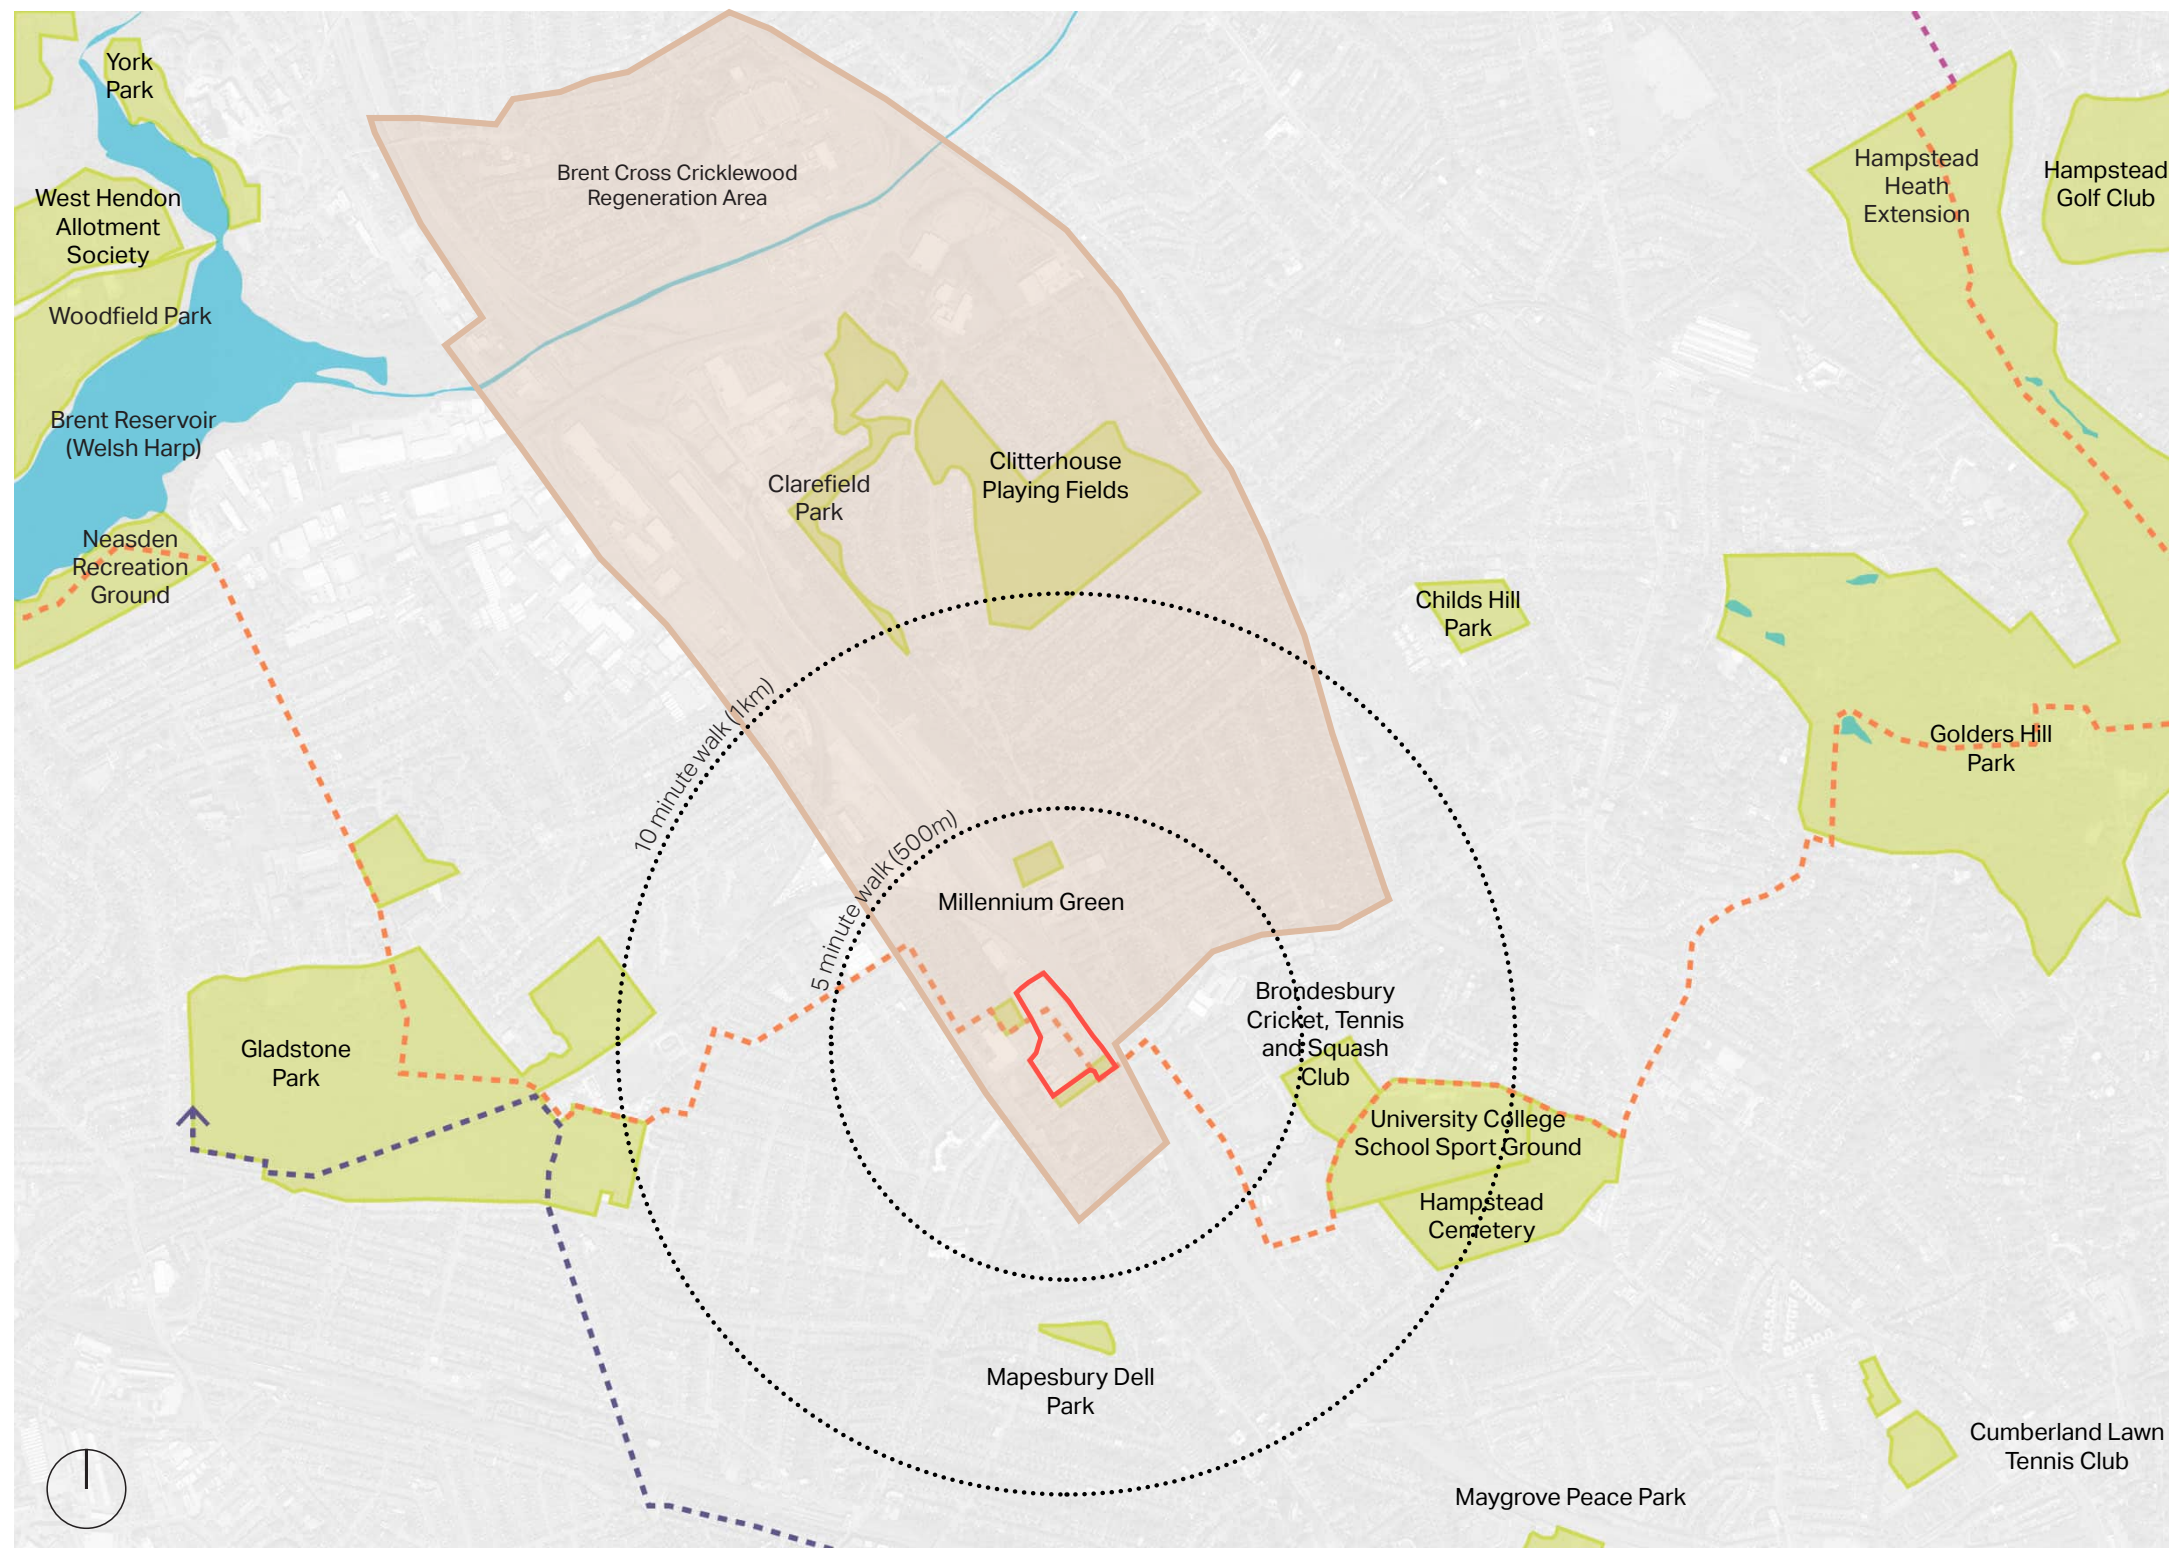 York
Park
Brent Cross Cricklewood
Regeneration Area
Hampstead
Heath
Extension
Hampstead
Golf Club
West Hendon
Allotment
Society
Woodfield Park
Brent Reservoir
(Welsh Harp)
Clarefield
Park
Clitterhouse
Playing Fields
Neasden
Recreation
Ground
Childs Hill
Park
10 minute walk (1km)
Golders Hill
Park
5 minute walk (500m)
Millennium Green
Brondesbury
Cricket, Tennis
and Squash
Club
Gladstone
Park
University College
School Sport Ground
Hampstead
Cemetery
Mapesbury Dell
Park
Cumberland Lawn
Tennis Club
Maygrove Peace Park